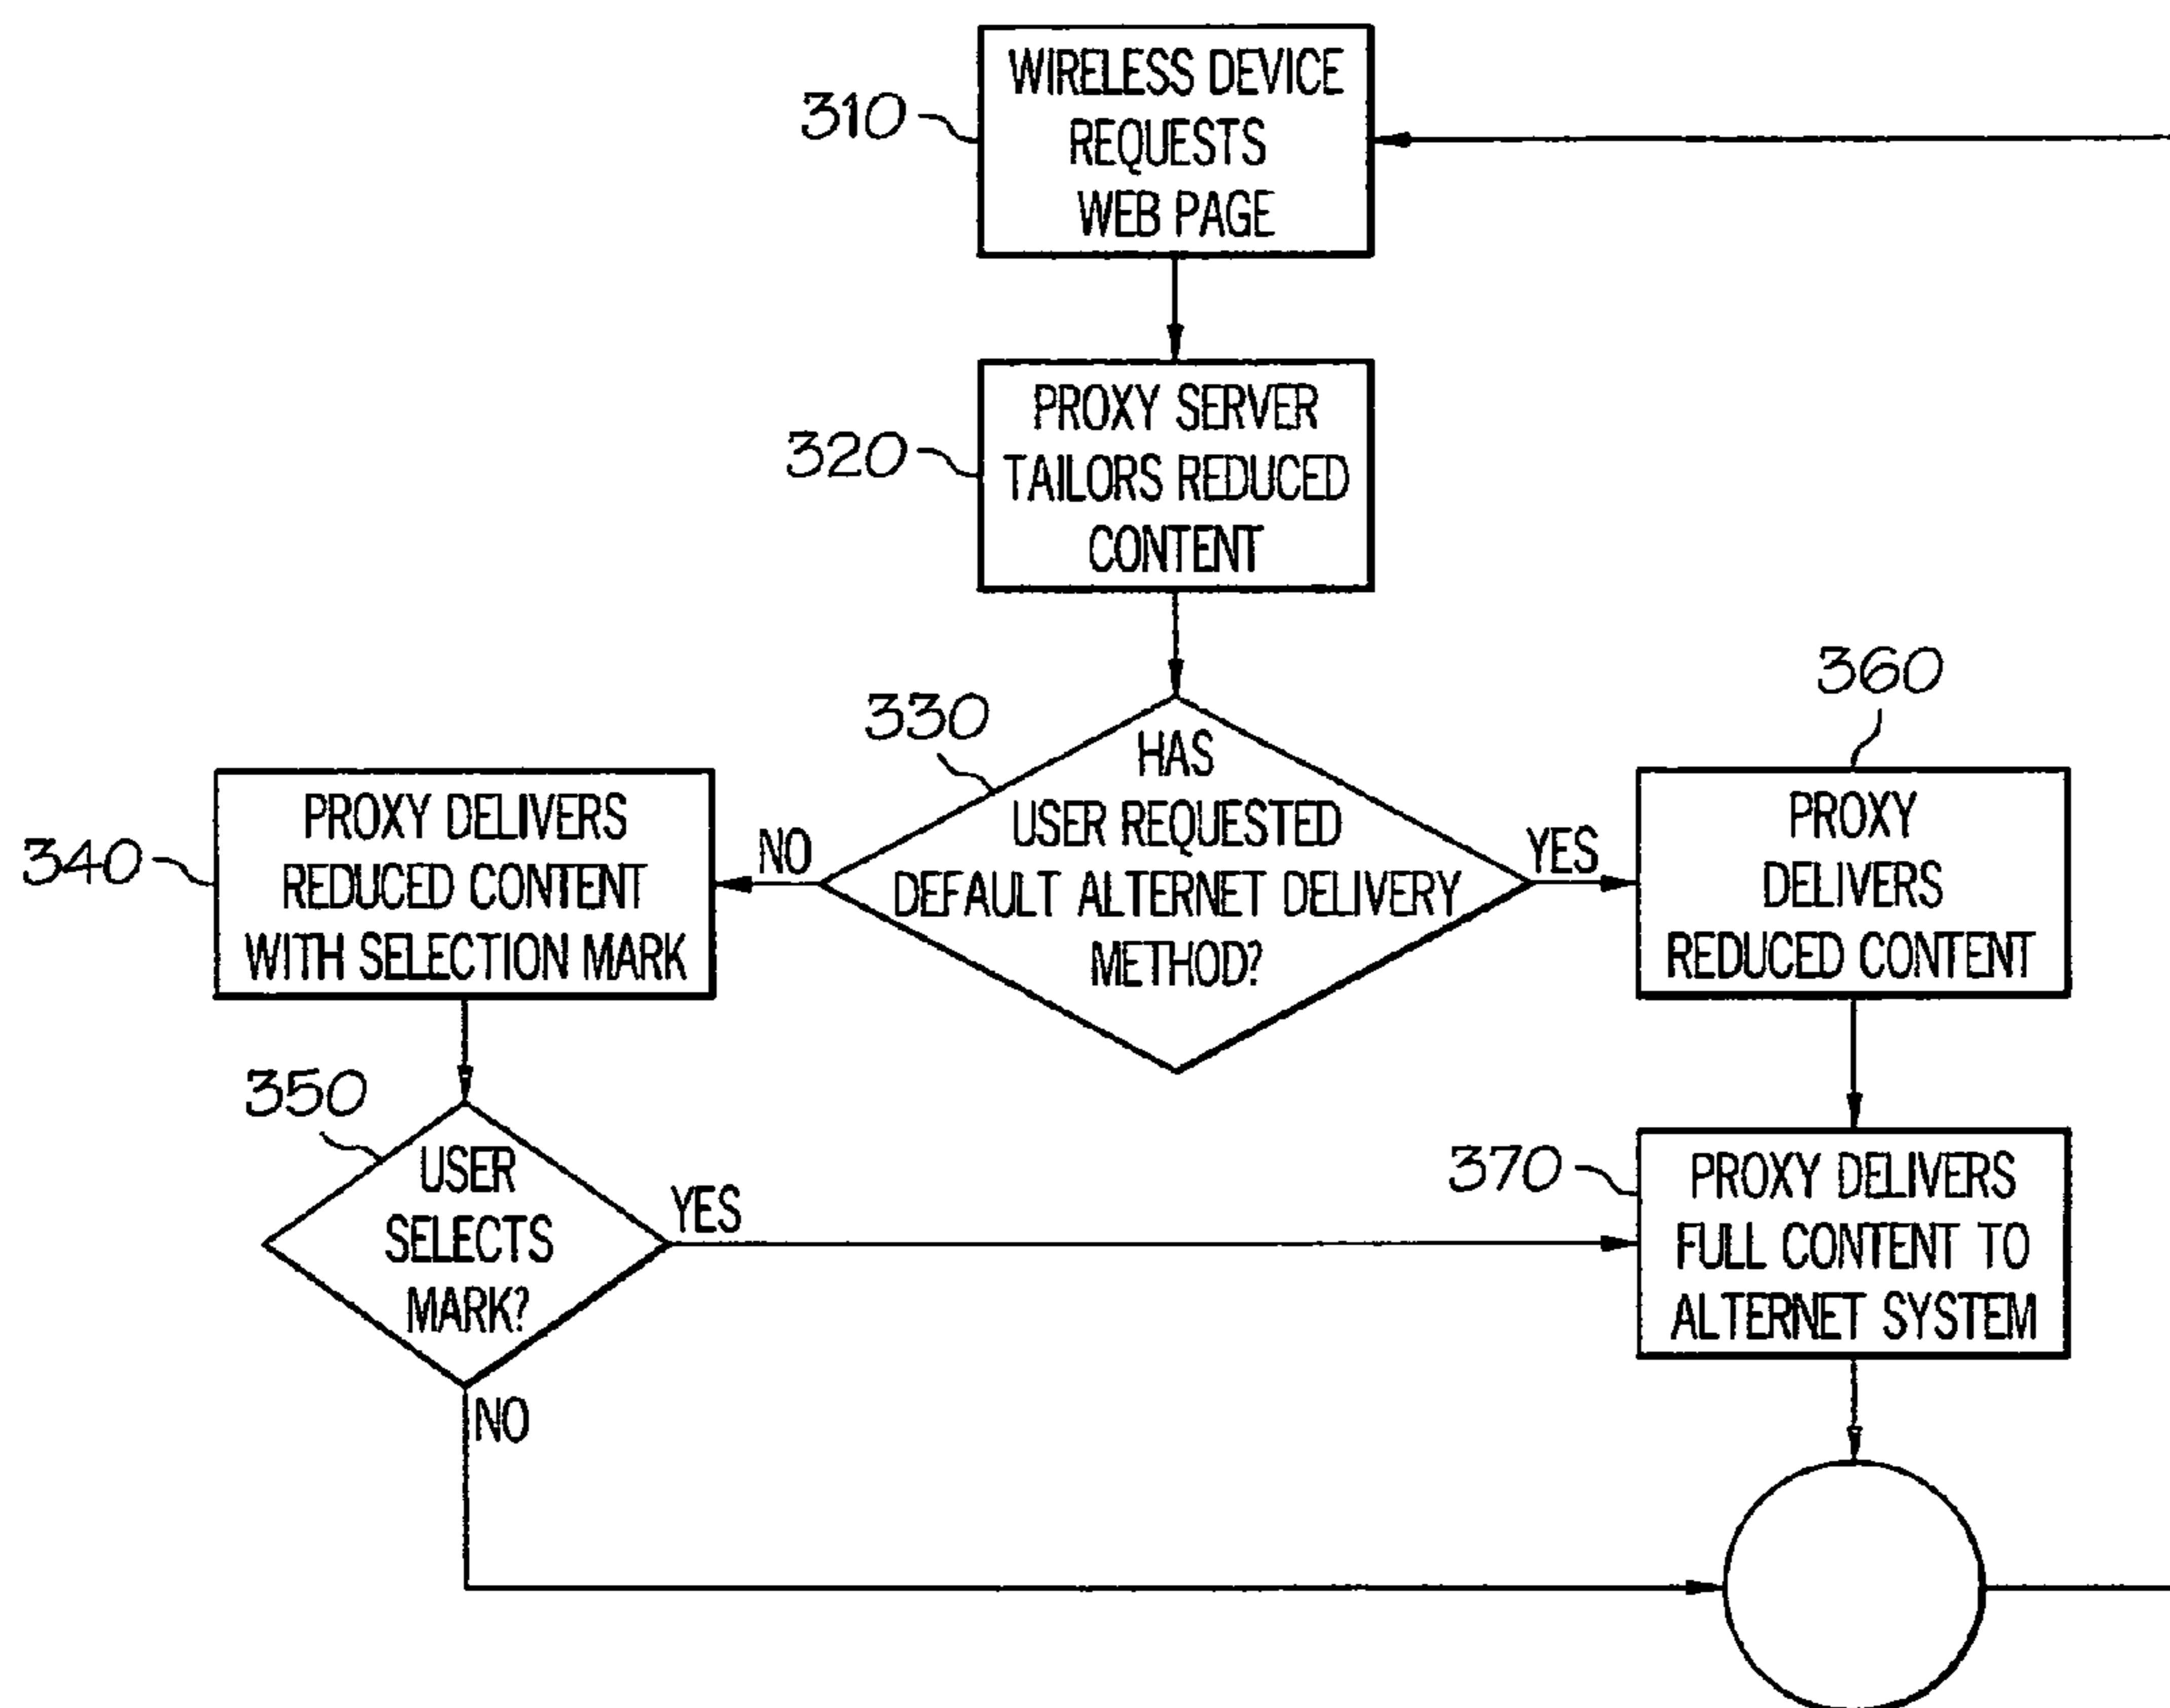 310
WIRELESS DEVICE
REQUESTS
WEB PAGE
320
PROXY SERVER
TAILORS REDUCED
CONTENT
330
HAS
USER REQUESTED
DEFAULT ALTERNET DELIVERY
METHOD?
NO
YES
340
PROXY DELIVERS
REDUCED CONTENT
WITH SELECTION MARK
360
PROXY
DELIVERS
REDUCED CONTENT
350
USER
SELECTS
MARK?
YES
NO
370
PROXY DELIVERS
FULL CONTENT TO
ALTERNET SYSTEM